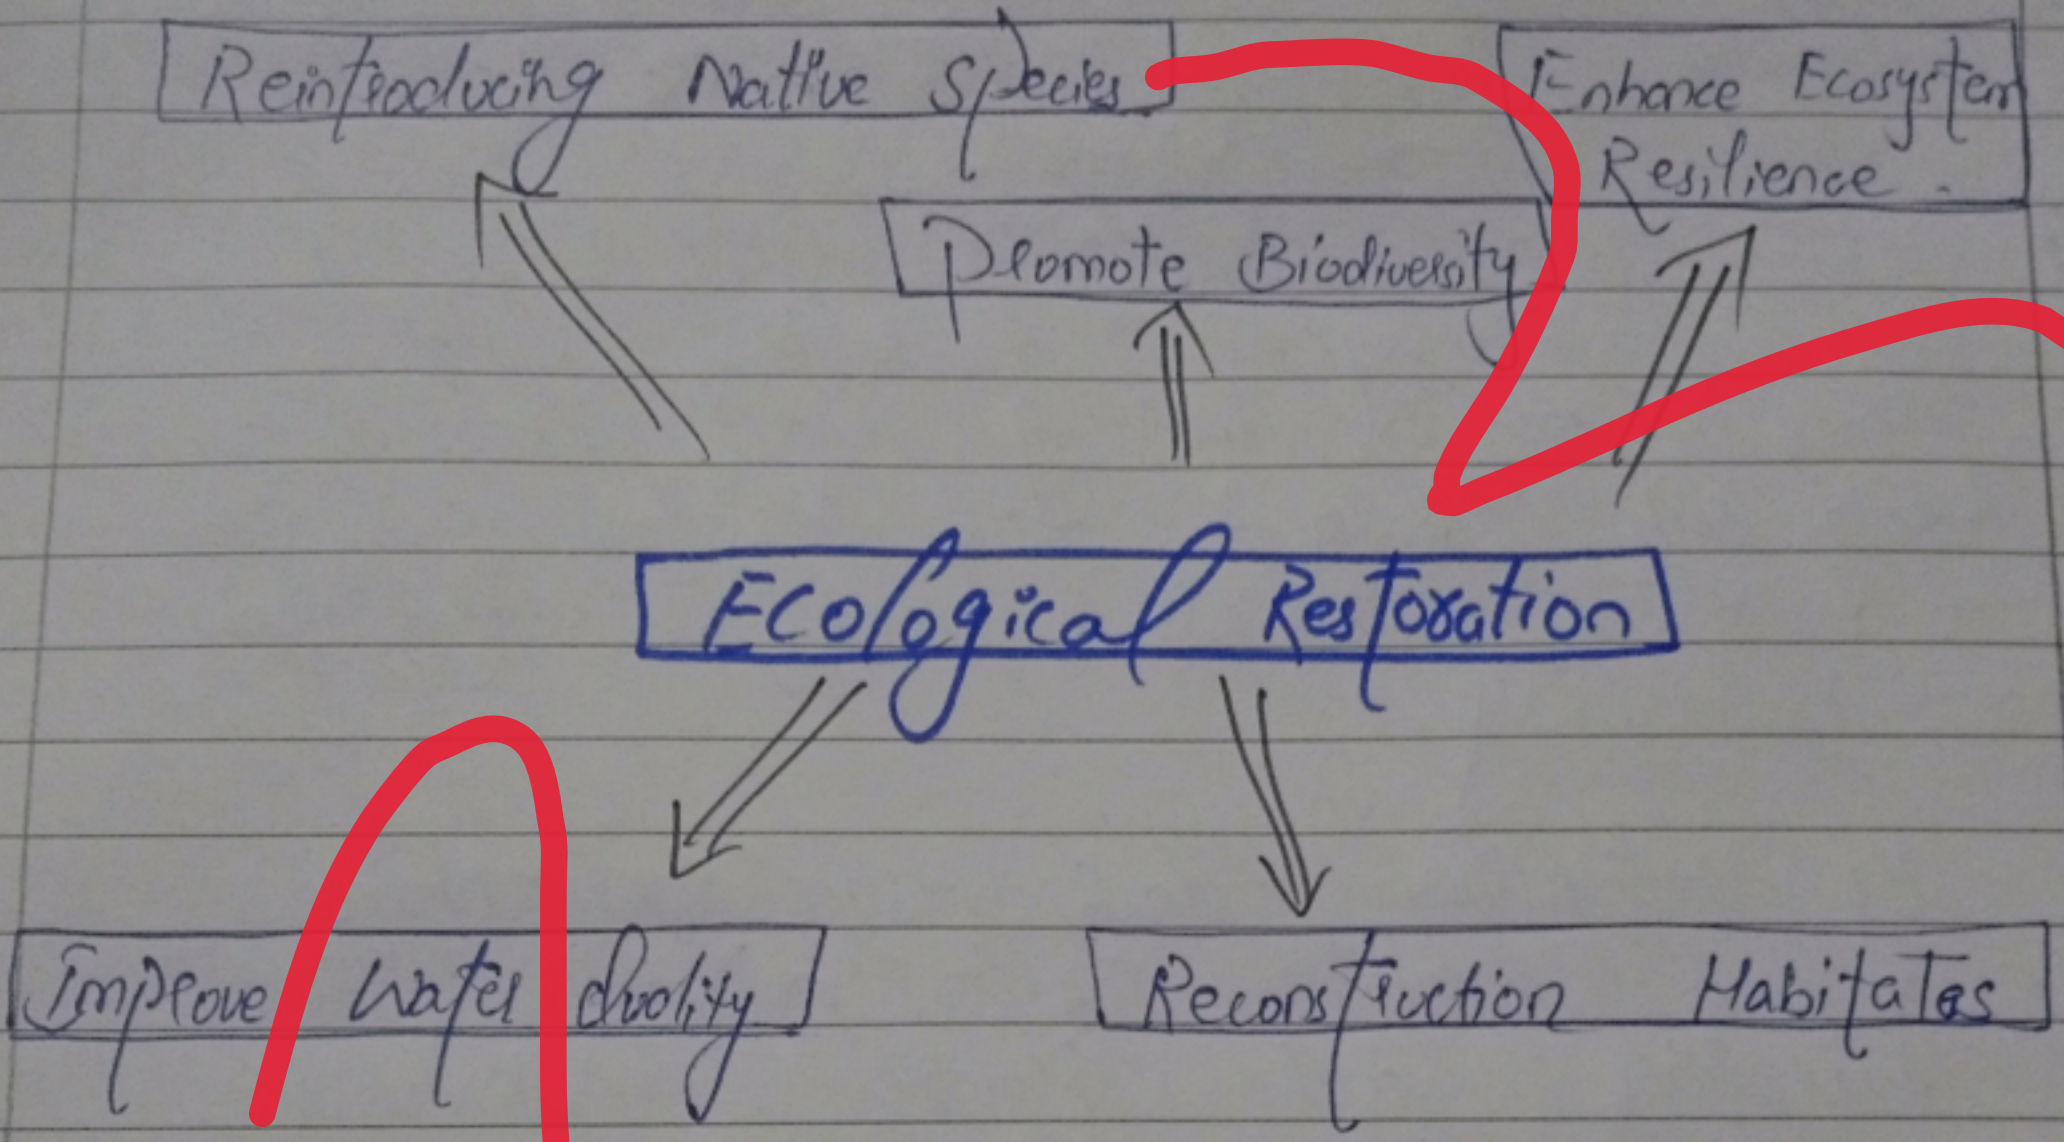 Reintroducing Native Species
Enhance Ecosystem
Resilience.
Promote Biodiversity
Ecological Restoration
Improve Water Quality
Reconstruction Habitates